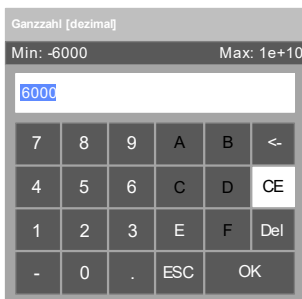 Ganzzahl [dezimal]
Min: -6000 Max: 1e+10
6000
7 8 9 A B <-
4 5 6 C D CE
1 2 3 E F Del
- 0 . ESC OK